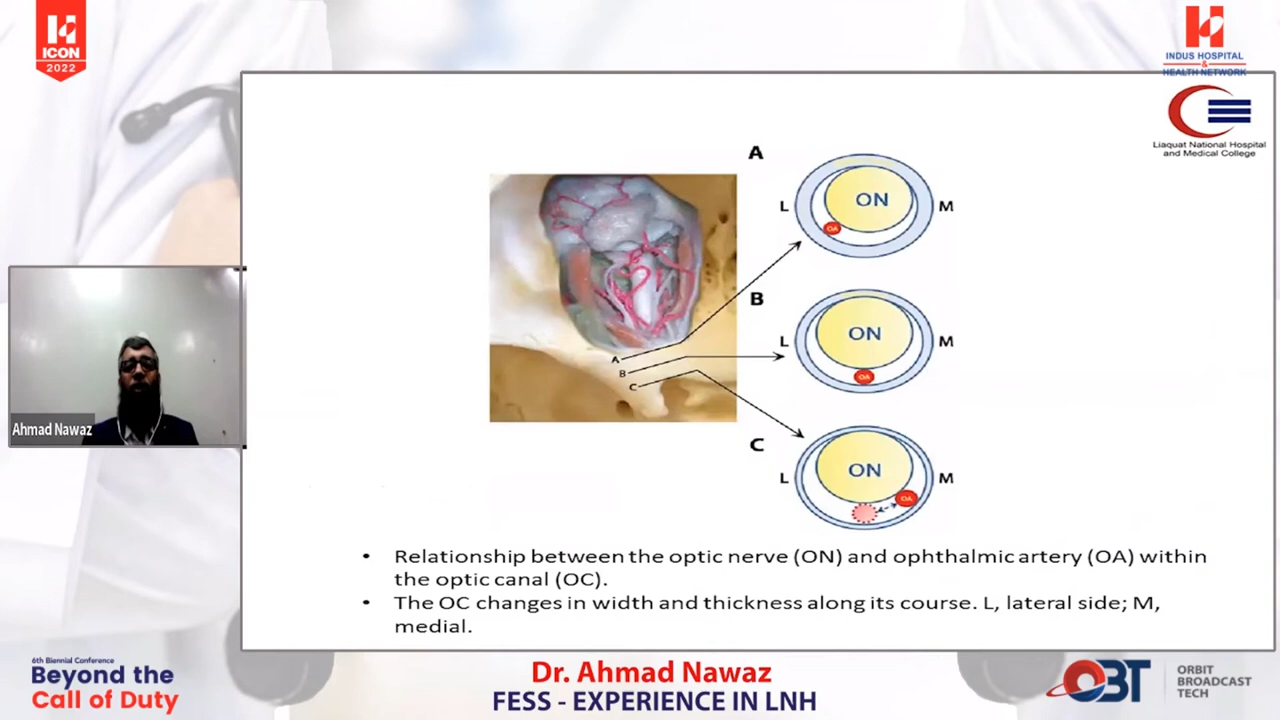 ICON
2022
INDUS HOSPITAL
&
HEALTH NETWORK
Liaquat National Hospital
and Medical College
A
ON
L
M
OA
B
ON
L
M
OA
C
ON
L
M
OA
A
B
C
Ahmad Nawaz
• Relationship between the optic nerve (ON) and ophthalmic artery (OA) within
the optic canal (OC).
• The OC changes in width and thickness along its course. L, lateral side; M,
medial.
6th Biennial Conference
Beyond the
Call of Duty
Dr. Ahmad Nawaz
FESS - EXPERIENCE IN LNH
OBT
ORBIT
BROADCAST
TECH